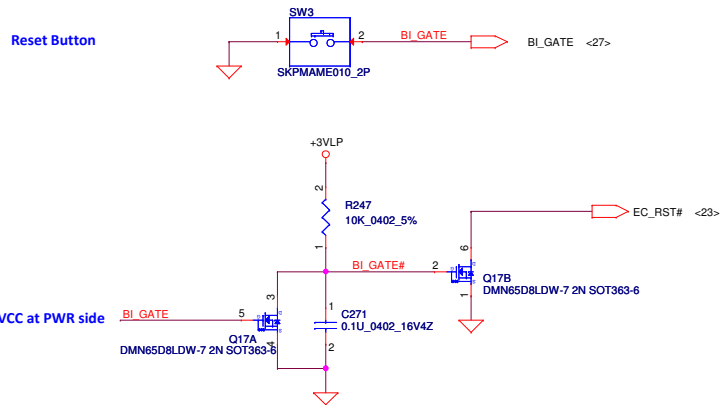 SW3
Reset Button
1
2
BI_GATE
BI_GATE <27>
SKPMAME010_2P
+3VLP
2
R247
10K_0402_5%
1
EC_RST# <23>
BI_GATE#
2
6
Q17B
1
DMN65D8LDW-7 2N SOT363-6
3
1
C271
0.1U_0402_16V4Z
2
VCC at PWR side
BI_GATE
5
4
Q17A
DMN65D8LDW-7 2N SOT363-6